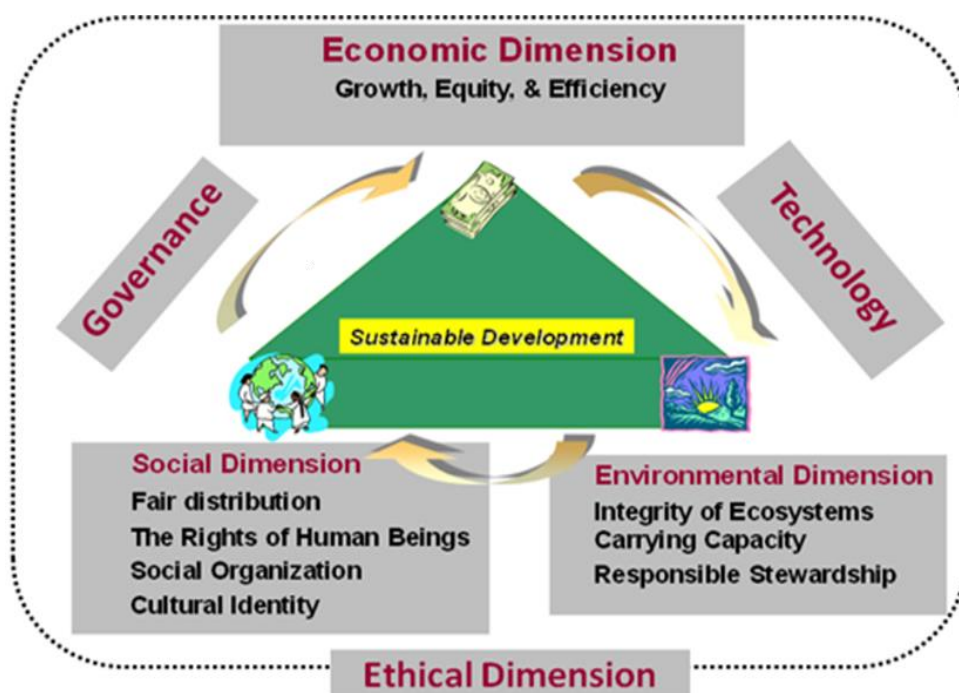 Economic Dimension
Growth, Equity, & Efficiency
Governance
Technology
Sustainable Development
Social Dimension
Fair distribution
The Rights of Human Beings
Social Organization
Cultural Identity
Environmental Dimension
Integrity of Ecosystems
Carrying Capacity
Responsible Stewardship
Ethical Dimension